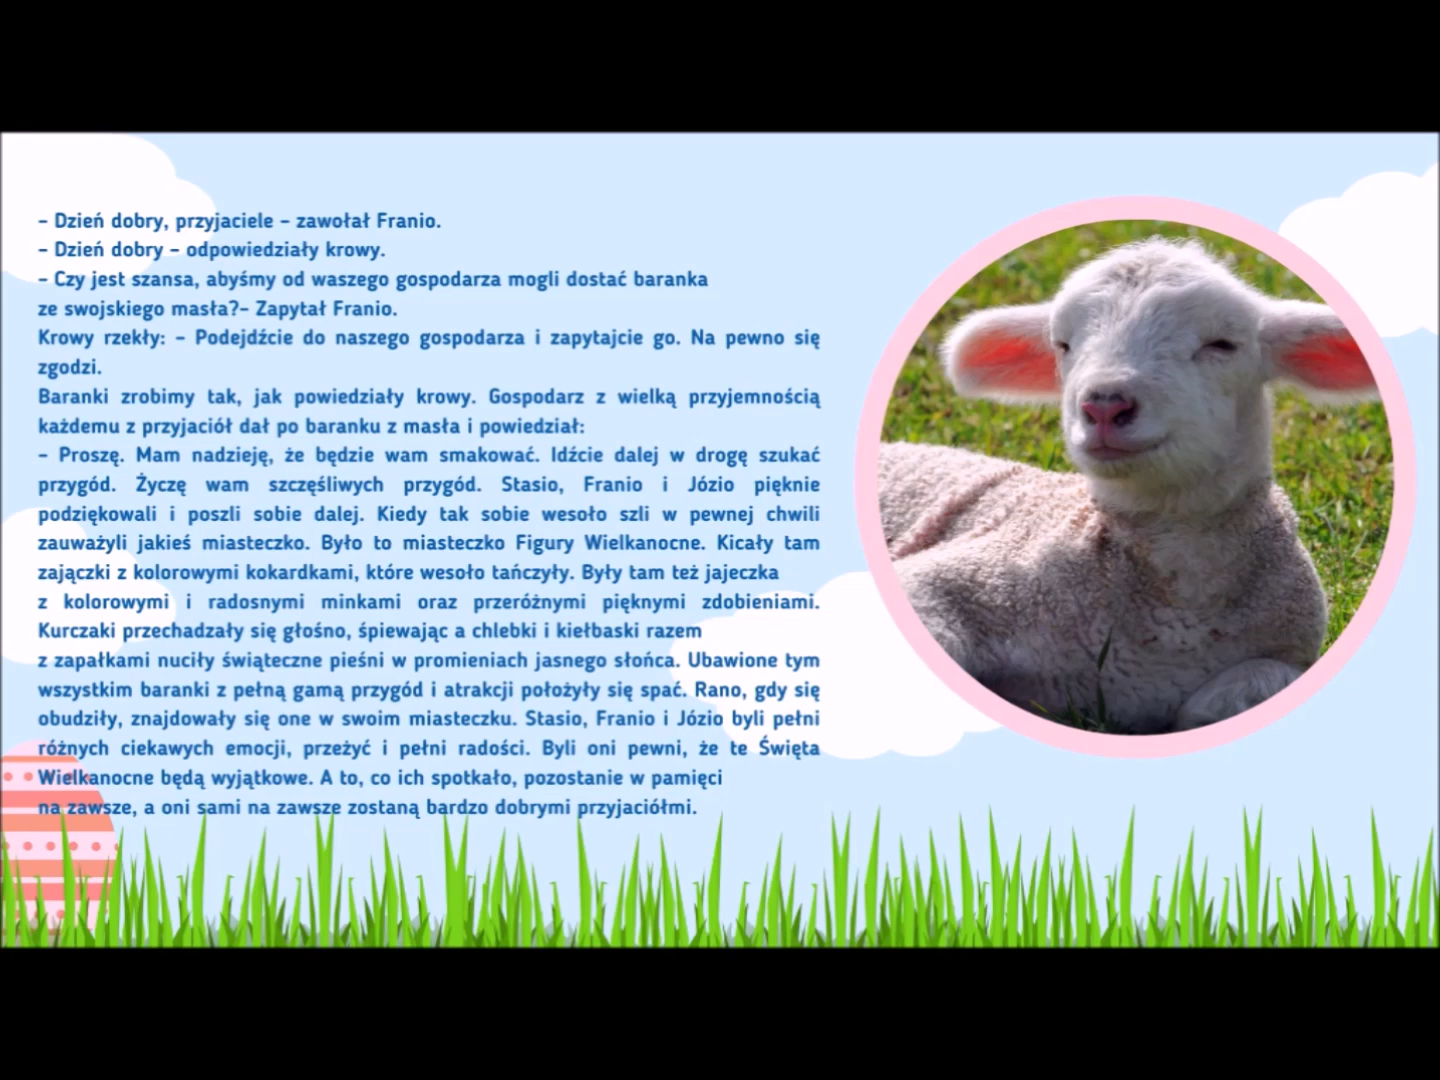 – Dzień dobry, przyjaciele – zawołał Franio.
– Dzień dobry – odpowiedziały krowy.
– Czy jest szansa, abyśmy od waszego gospodarza mogli dostać baranka
ze swojskiego masła?– Zapytał Franio.
Krowy rzekły: – Podejdźcie do naszego gospodarza i zapytajcie go. Na pewno się
zgodzi.
Baranki zrobimy tak, jak powiedziały krowy. Gospodarz z wielką przyjemnością
każdemu z przyjaciół dał po baranku z masła i powiedział:
– Proszę. Mam nadzieję, że będzie wam smakować. Idźcie dalej w drogę szukać
przygód. Życzę wam szczęśliwych przygód. Stasio, Franio i Józio pięknie
podziękowali i poszli sobie dalej. Kiedy tak sobie wesoło szli w pewnej chwili
zauważyli jakieś miasteczko. Było to miasteczko Figury Wielkanocne. Kicały tam
zajączki z kolorowymi kokardkami, które wesoło tańczyły. Były tam też jajeczka
z kolorowymi i radosnymi minkami oraz przeróżnymi pięknymi zdobieniami.
Kurczaki przechadzały się głośno, śpiewając a chlebki i kiełbaski razem
z zapałkami nuciły świąteczne pieśni w promieniach jasnego słońca. Ubawione tym
wszystkim baranki z pełną gamą przygód i atrakcji położyły się spać. Rano, gdy się
obudziły, znajdowały się one w swoim miasteczku. Stasio, Franio i Józio byli pełni
różnych ciekawych emocji, przeżyć i pełni radości. Byli oni pewni, że te Święta
Wielkanocne będą wyjątkowe. A to, co ich spotkało, pozostanie w pamięci
na zawsze, a oni sami na zawsze zostaną bardzo dobrymi przyjaciółmi.